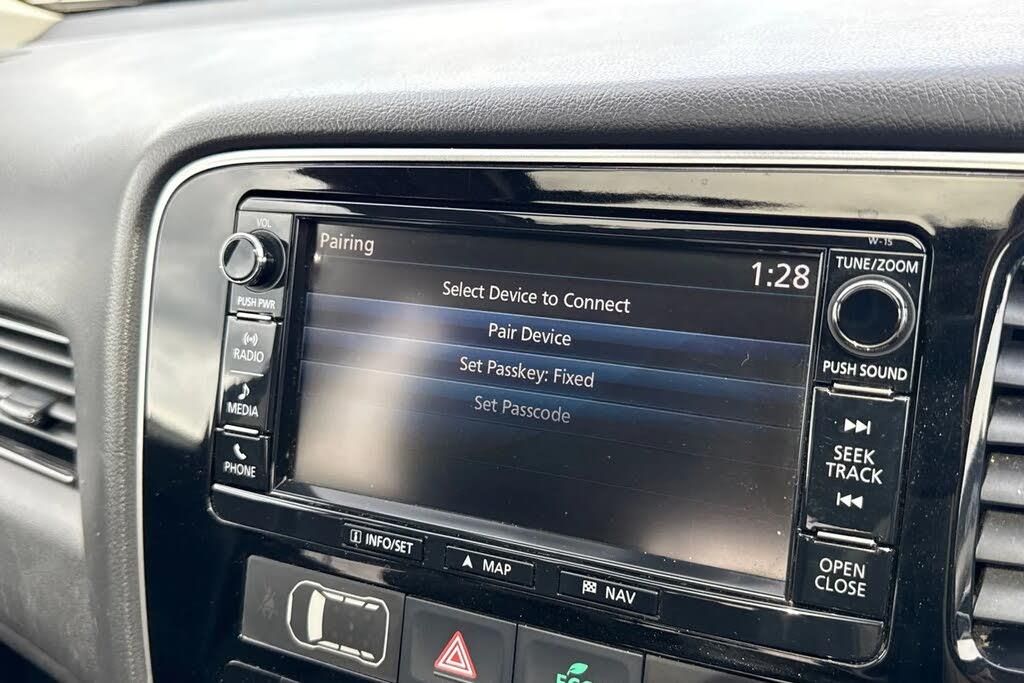 VOL
PUSH PWR
RADIO
MEDIA
PHONE
Pairing
1:28
Select Device to Connect
Pair Device
Set Passkey: Fixed
Set Passcode
W-15
TUNE/ZOOM
PUSH SOUND
SEEK
TRACK
OPEN
CLOSE
INFO/SET
MAP
NAV
ECO